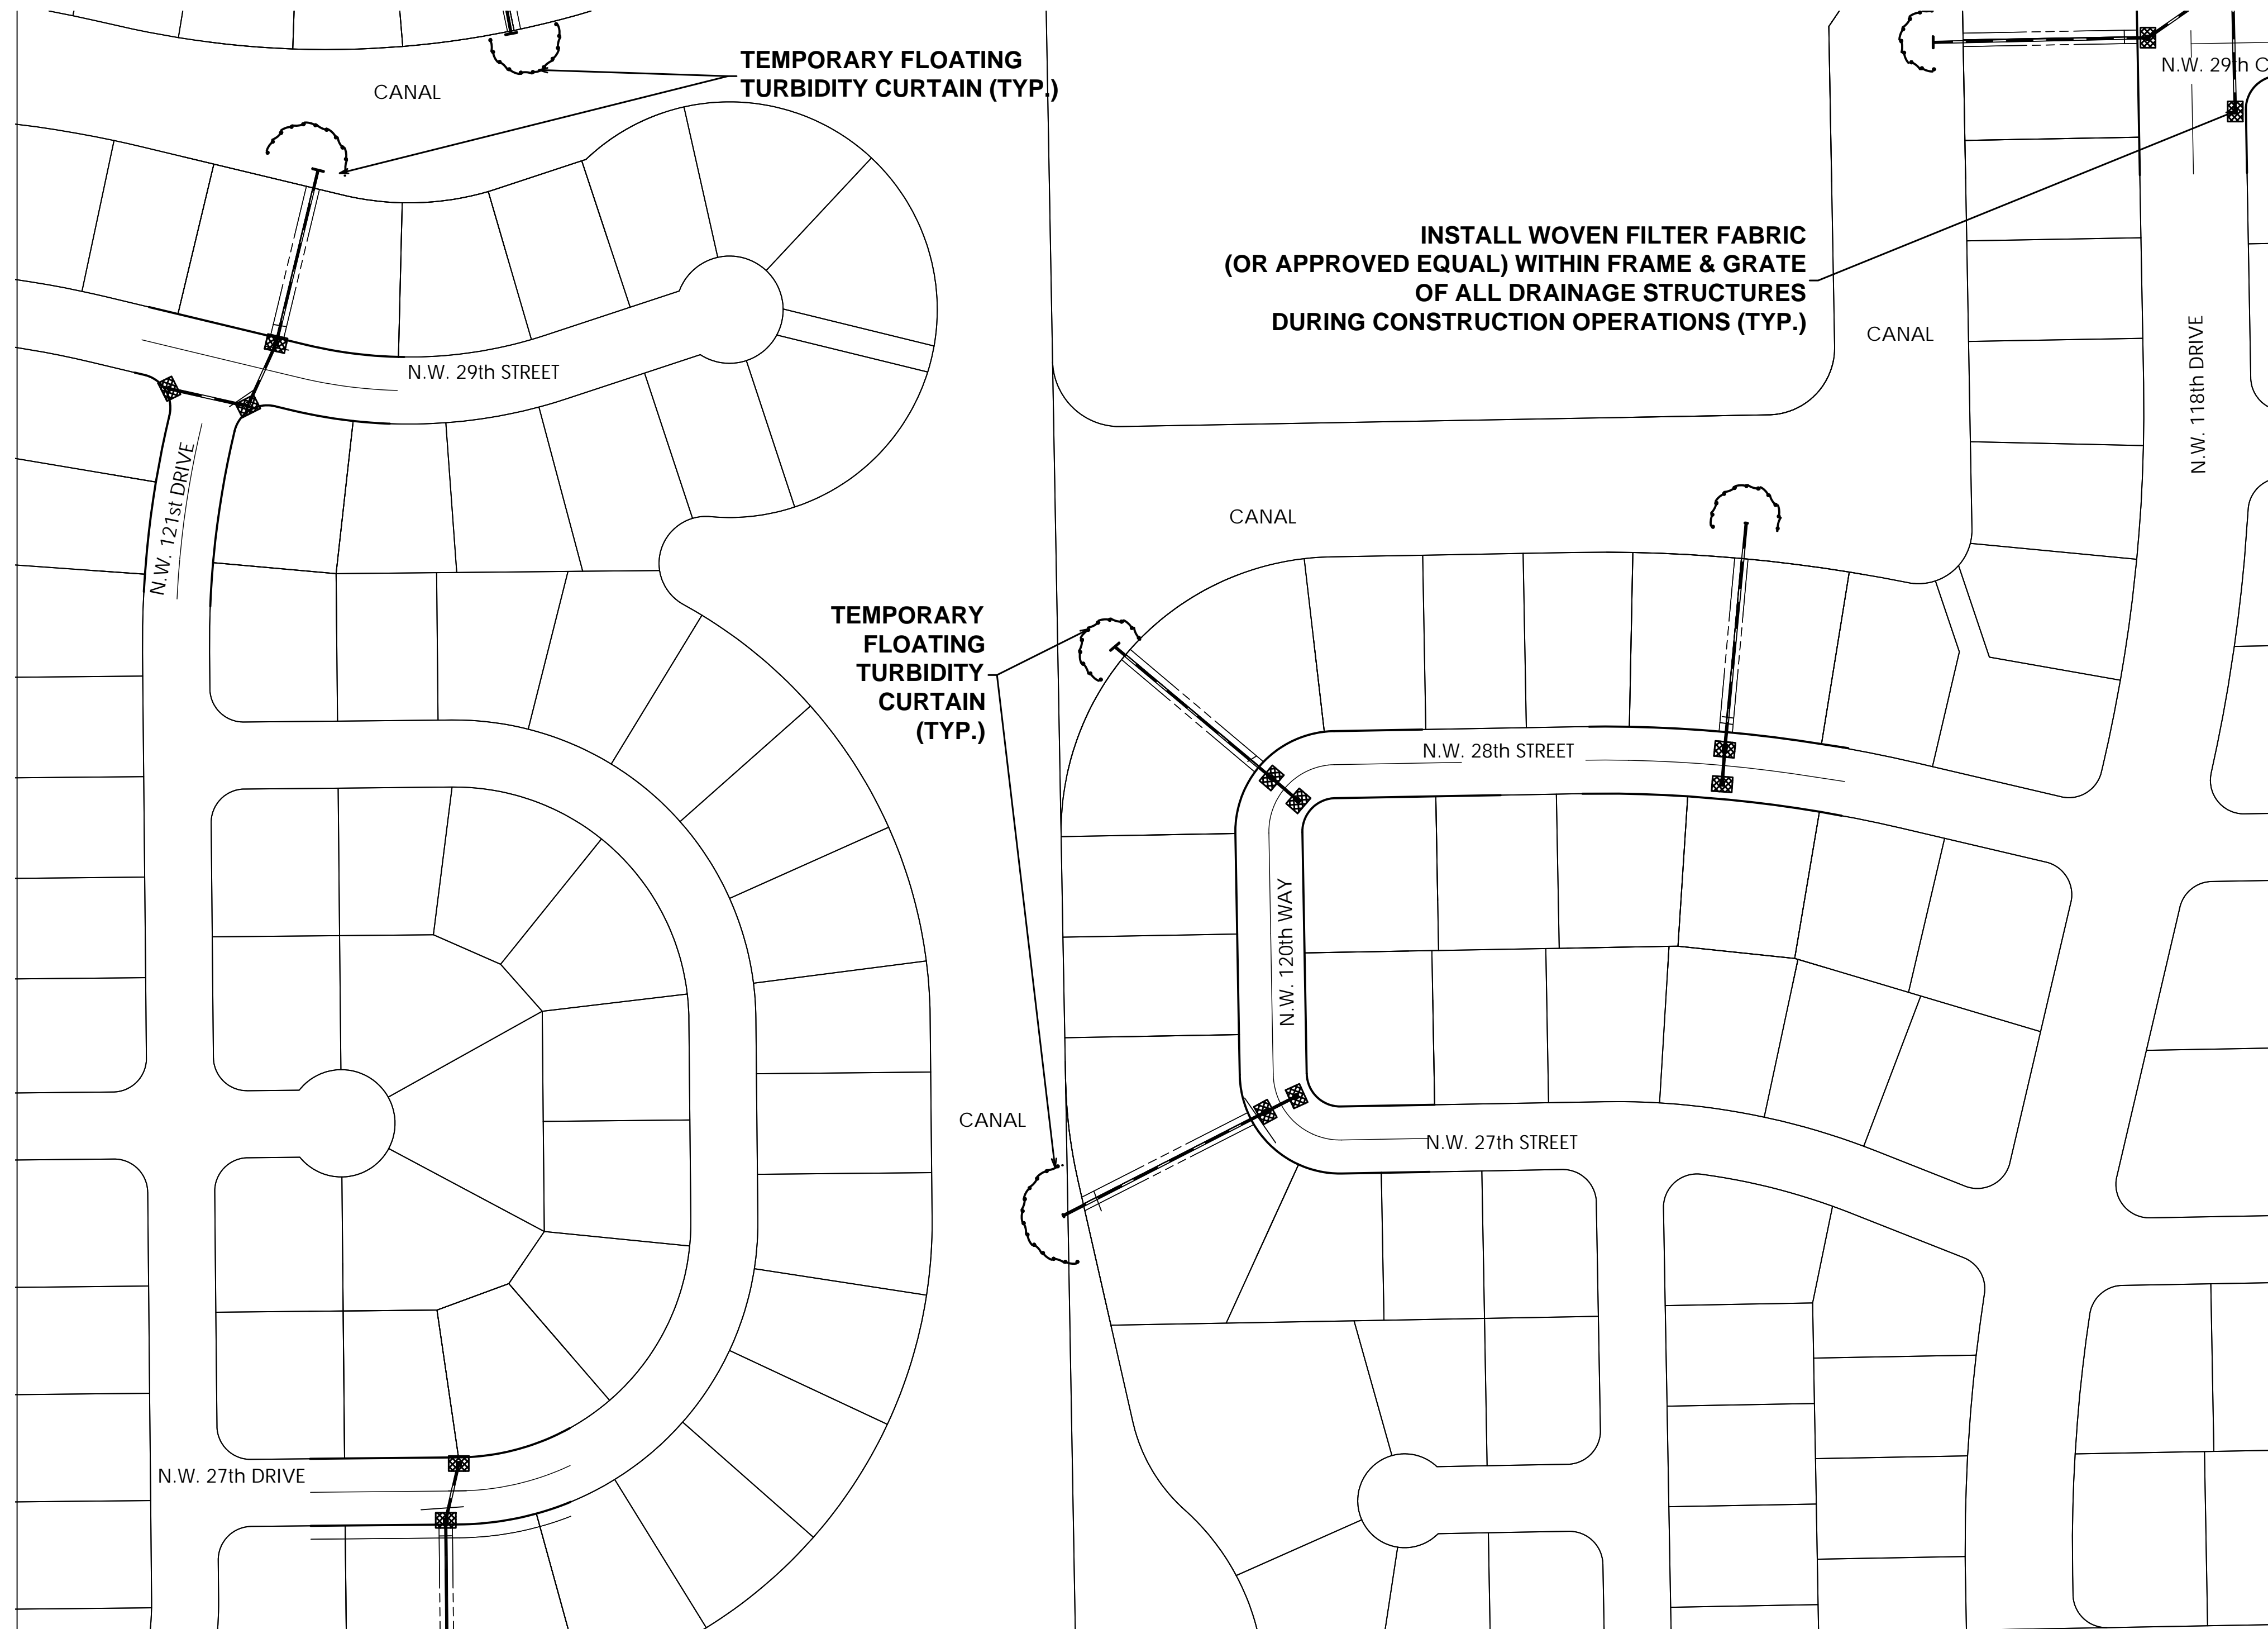 TEMPORARY FLOATING
TURBIDITY CURTAIN (TYP.)
CANAL
N.W. 29th C
INSTALL WOVEN FILTER FABRIC
(OR APPROVED EQUAL) WITHIN FRAME & GRATE
OF ALL DRAINAGE STRUCTURES
DURING CONSTRUCTION OPERATIONS (TYP.)
CANAL
N.W. 118th DRIVE
N.W. 29th STREET
N.W. 121st DRIVE
CANAL
TEMPORARY
FLOATING
TURBIDITY
CURTAIN
(TYP.)
N.W. 28th STREET
N.W. 120th WAY
CANAL
N.W. 27th STREET
N.W. 27th DRIVE